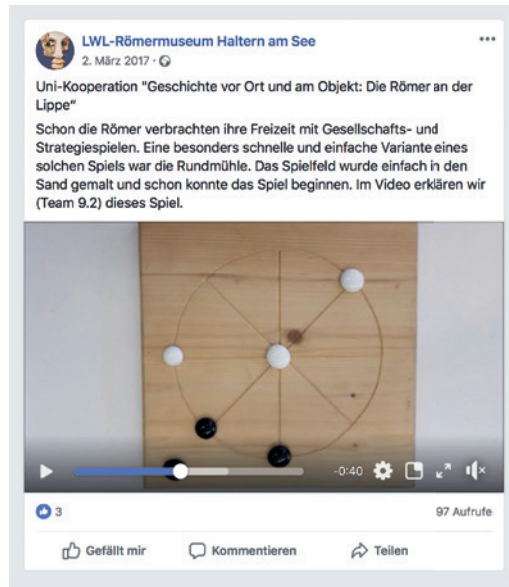 LWL-Römermuseum Haltern am See
2. März 2017 ·
Uni-Kooperation "Geschichte vor Ort und am Objekt: Die Römer an der
Lippe"
Schon die Römer verbrachten ihre Freizeit mit Gesellschafts- und
Strategiespielen. Eine besonders schnelle und einfache Variante eines
solchen Spiels war die Rundmühle. Das Spielfeld wurde einfach in den
Sand gemalt und schon konnte das Spiel beginnen. Im Video erklären wir
(Team 9.2) dieses Spiel.
-0:40
3
97 Aufrufe
Gefällt mir
Kommentieren
Teilen